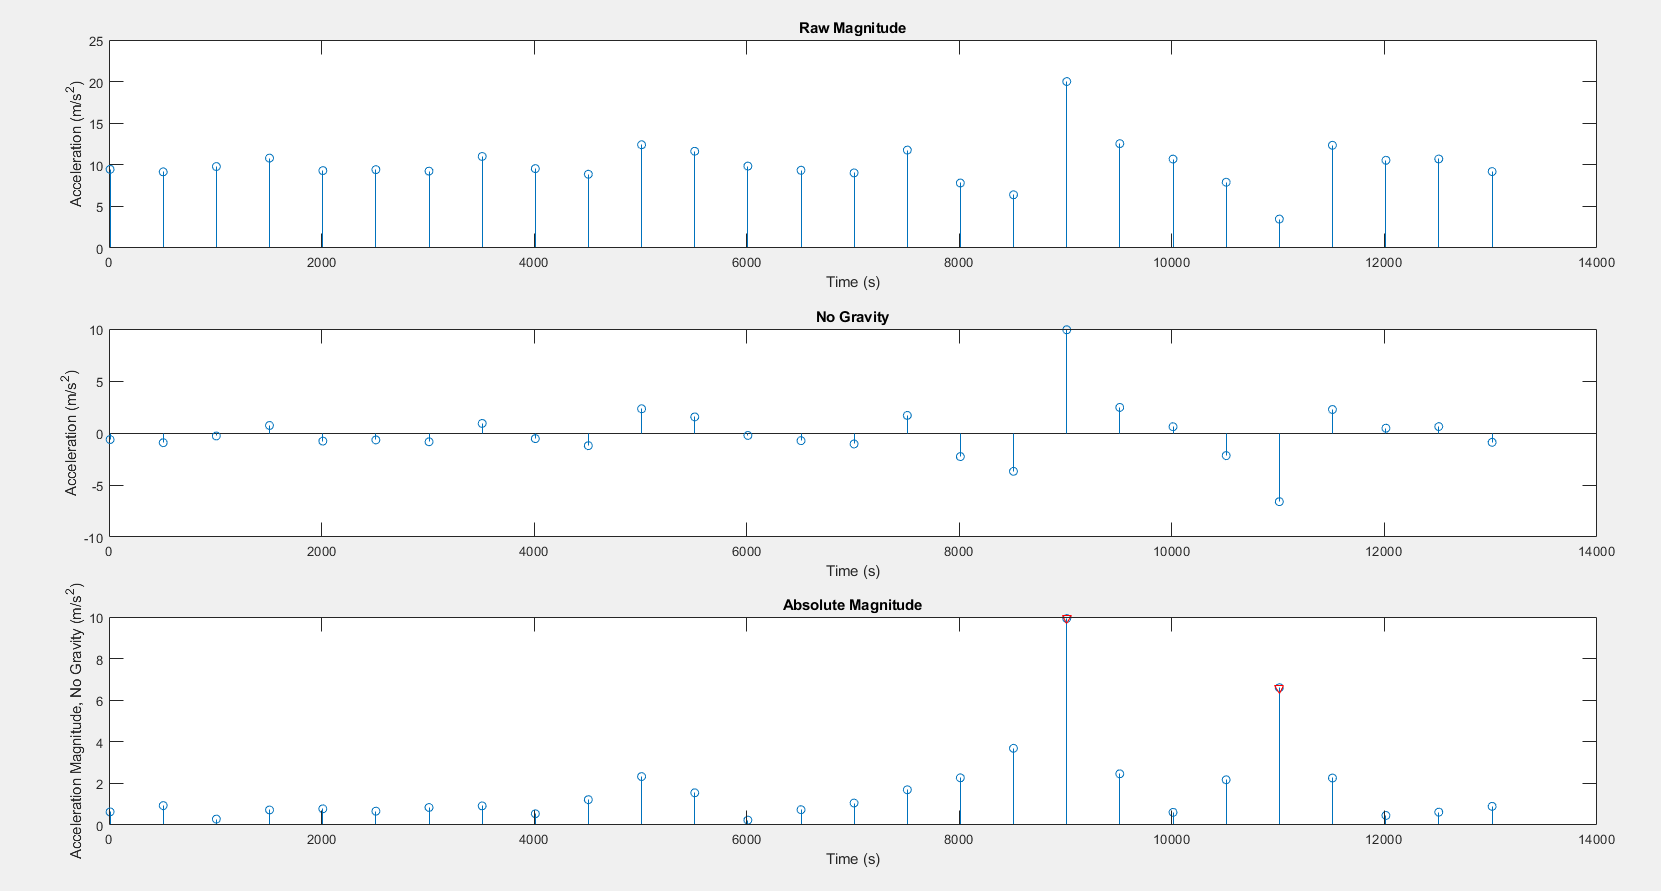 Raw Magnitude
Acceleration (m/s²)
25
20
15
10
5
0
0 2000 4000 6000 8000 10000 12000 14000
Time (s)
No Gravity
Acceleration (m/s²)
10
5
0
-5
-10
0 2000 4000 6000 8000 10000 12000 14000
Time (s)
Absolute Magnitude
Acceleration Magnitude, No Gravity (m/s²)
10
8
6
4
2
0
0 2000 4000 6000 8000 10000 12000 14000
Time (s)